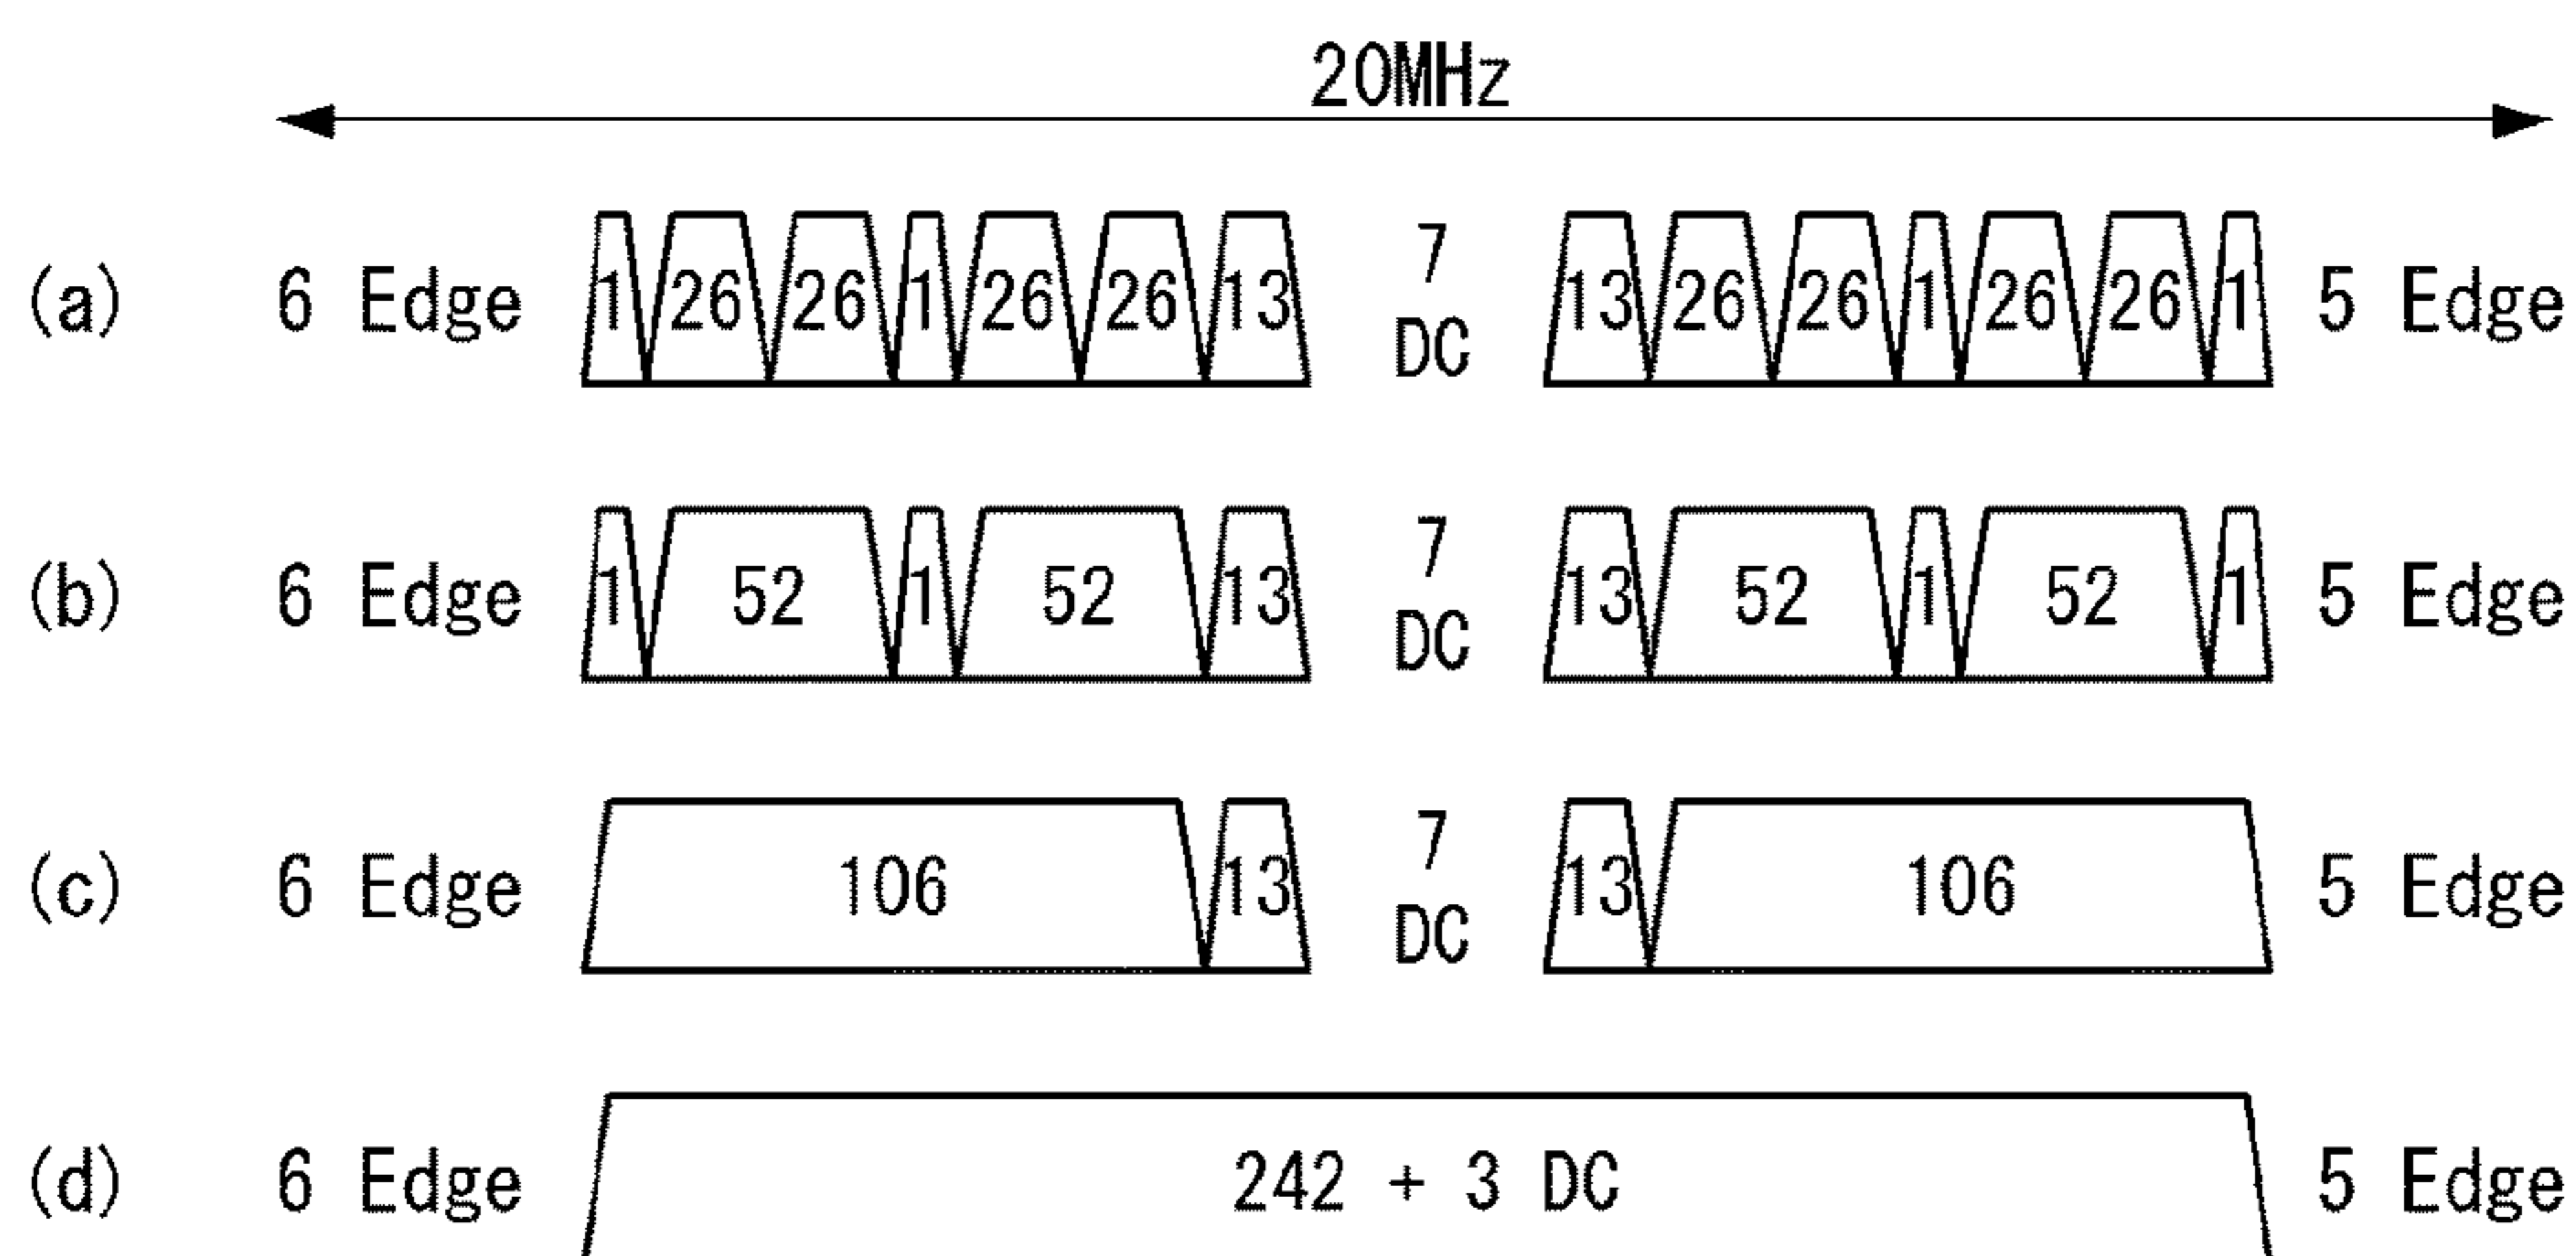 20MHz
(a) 6 Edge 1 26 26 1 26 26 13 7 DC 13 26 26 1 26 26 1 5 Edge
(b) 6 Edge 1 52 1 52 13 7 DC 13 52 1 52 1 5 Edge
(c) 6 Edge 106 13 7 DC 13 106 5 Edge
(d) 6 Edge 242 + 3 DC 5 Edge